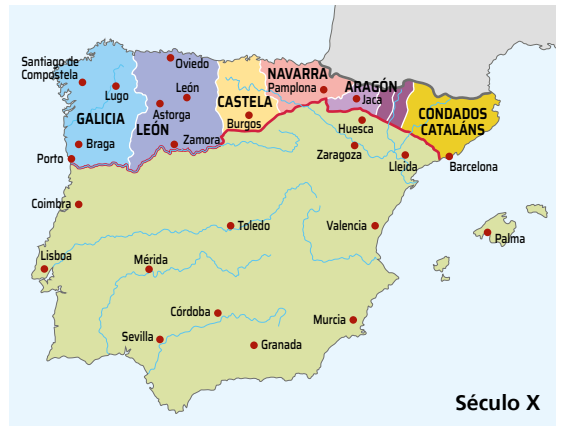 Santiago de
Compostela
Lugo
GALICIA
Braga
Porto
Oviedo
León
Astorga
LEÓN
Zamora
CASTELA
Burgos
NAVARRA
Pamplona
ARAGÓN
Jaca
Huesca
Zaragoza
CONDADOS
CATALÁNS
Lleida
Barcelona
Coimbra
Toledo
Valencia
Palma
Lisboa
Mérida
Córdoba
Murcia
Sevilla
Granada
Século X